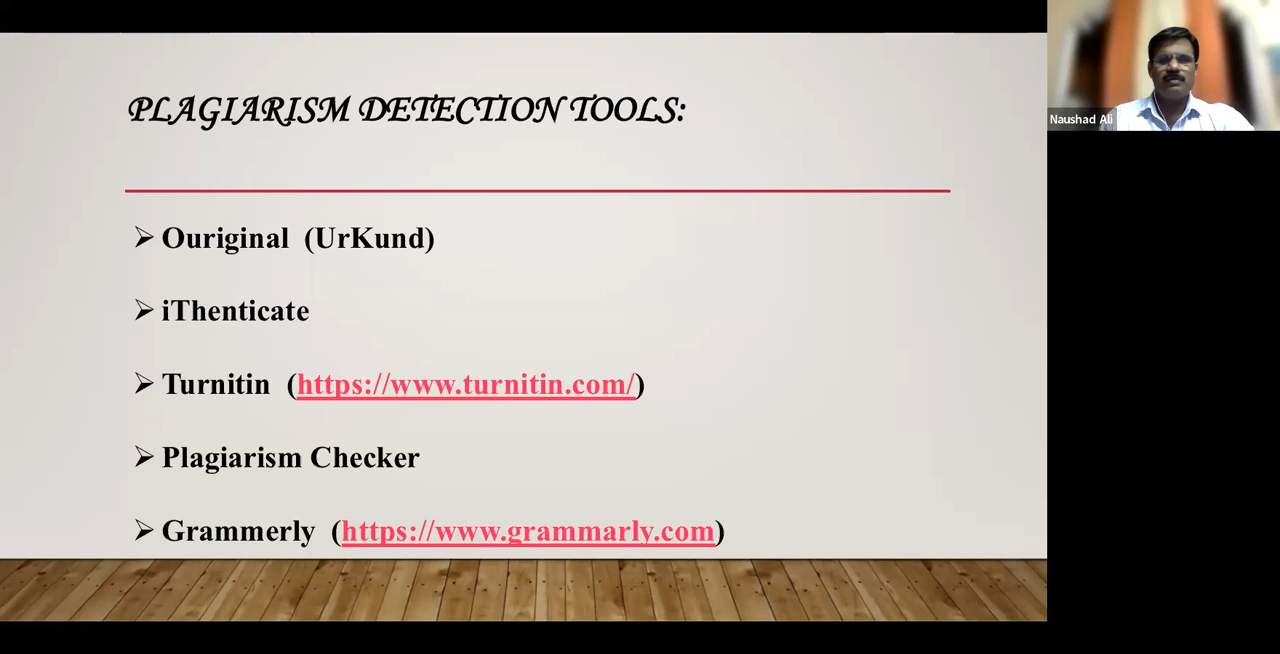 PLAGIARISM DETECTION TOOLS:
Naushad Ali
Ouriginal (UrKund)
iThenticate
Turnitin (https://www.turnitin.com/)
Plagiarism Checker
Grammerly (https://www.grammarly.com)